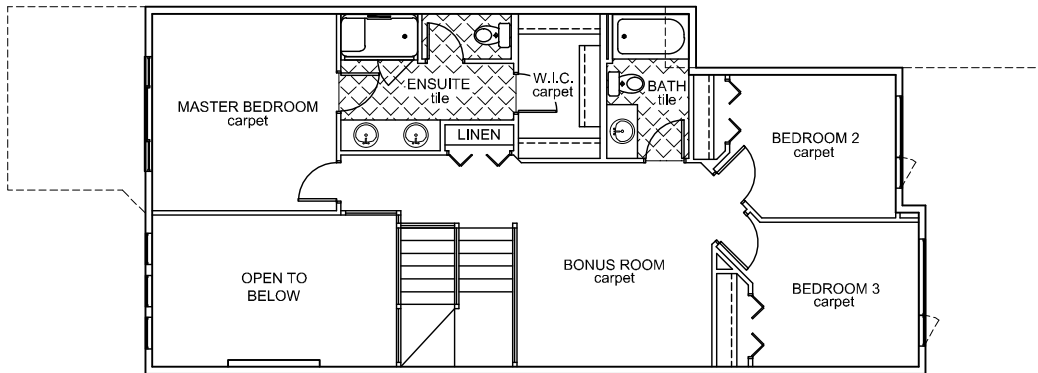 MASTER BEDROOM
carpet
ENSUITE
tile
W.I.C.
carpet
BATH
tile
LINEN
BEDROOM 2
carpet
OPEN TO
BELOW
BONUS ROOM
carpet
BEDROOM 3
carpet